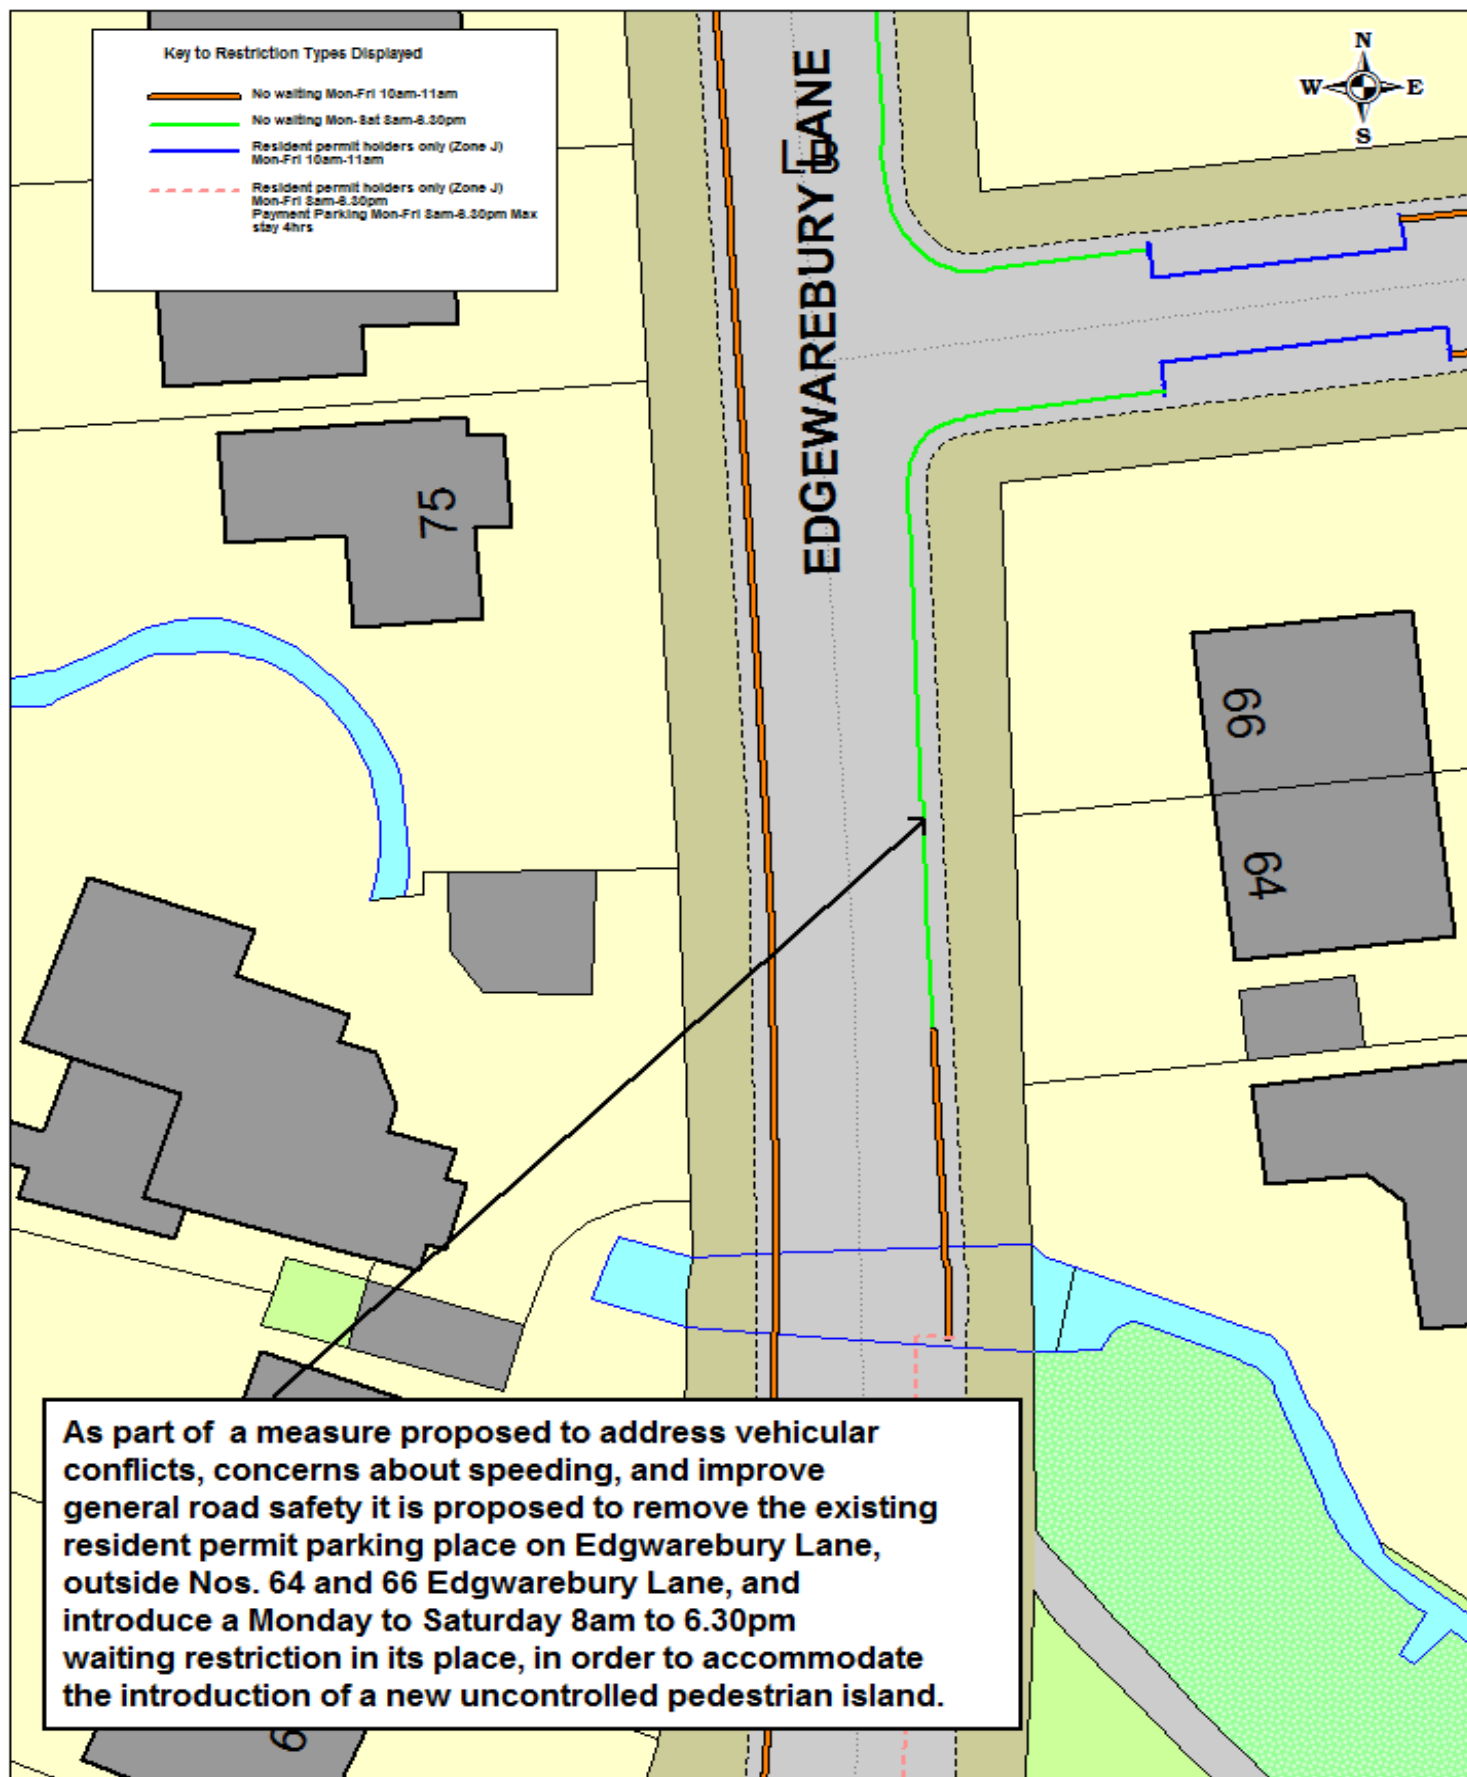 Key to Restriction Types Displayed
No waiting Mon-Fri 10am-11am
No waiting Mon-Sat 8am-6.30pm
Resident permit holders only (Zone J)
Mon-Fri 10am-11am
Resident permit holders only (Zone J)
Mon-Fri 8am-6.30pm
Payment Parking Mon-Fri 8am-6.30pm Max
stay 4hrs
N
W E
S
EDGEWAREBURY LANE
75
66
64
As part of a measure proposed to address vehicular
conflicts, concerns about speeding, and improve
general road safety it is proposed to remove the existing
resident permit parking place on Edgwarebury Lane,
outside Nos. 64 and 66 Edgwarebury Lane, and
introduce a Monday to Saturday 8am to 6.30pm
waiting restriction in its place, in order to accommodate
the introduction of a new uncontrolled pedestrian island.